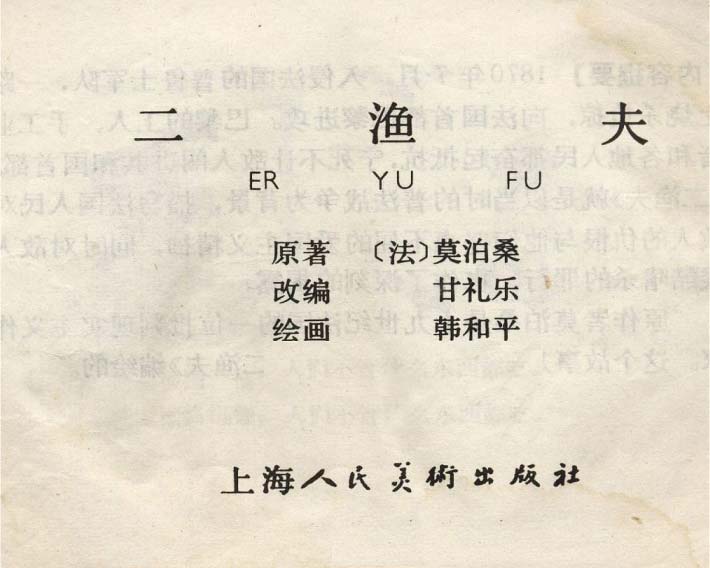 二 渔 夫
ER YU FU
原著 （法）莫泊桑
改编 甘礼乐
绘画 韩和平
上海人民美術出版社